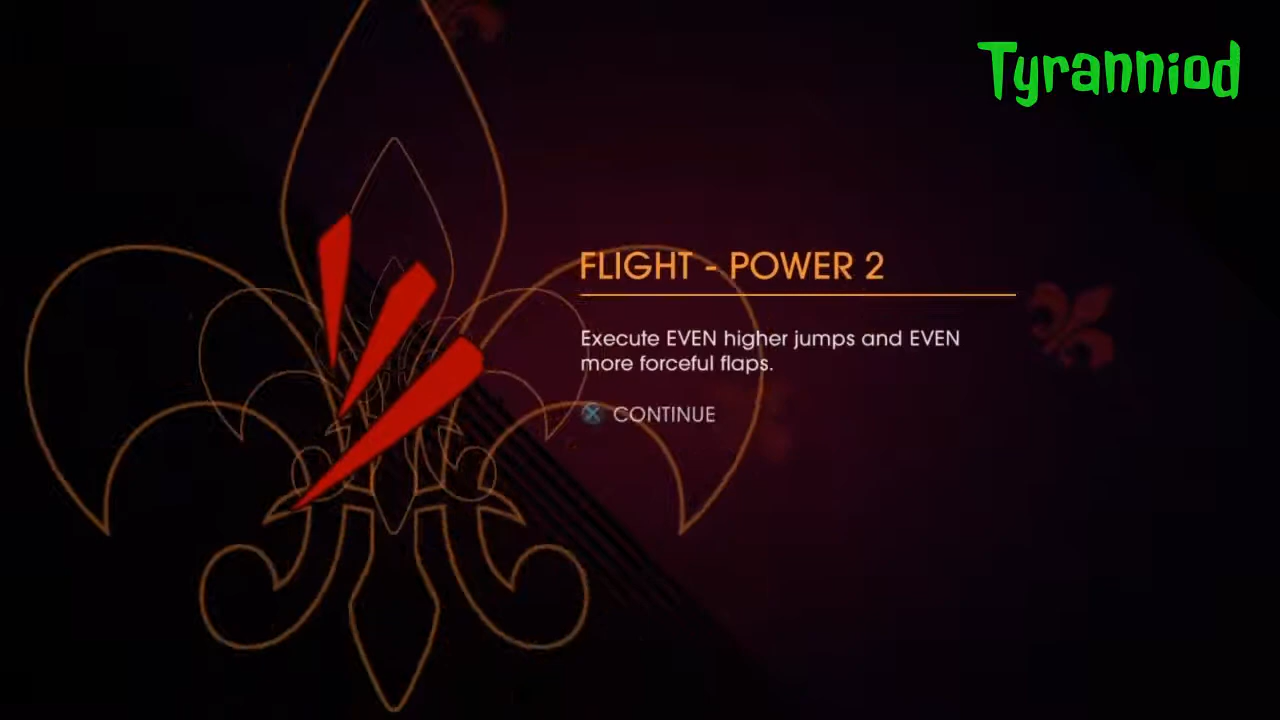 Tyranniod
FLIGHT - POWER 2
Execute EVEN higher jumps and EVEN
more forceful flaps.
CONTINUE